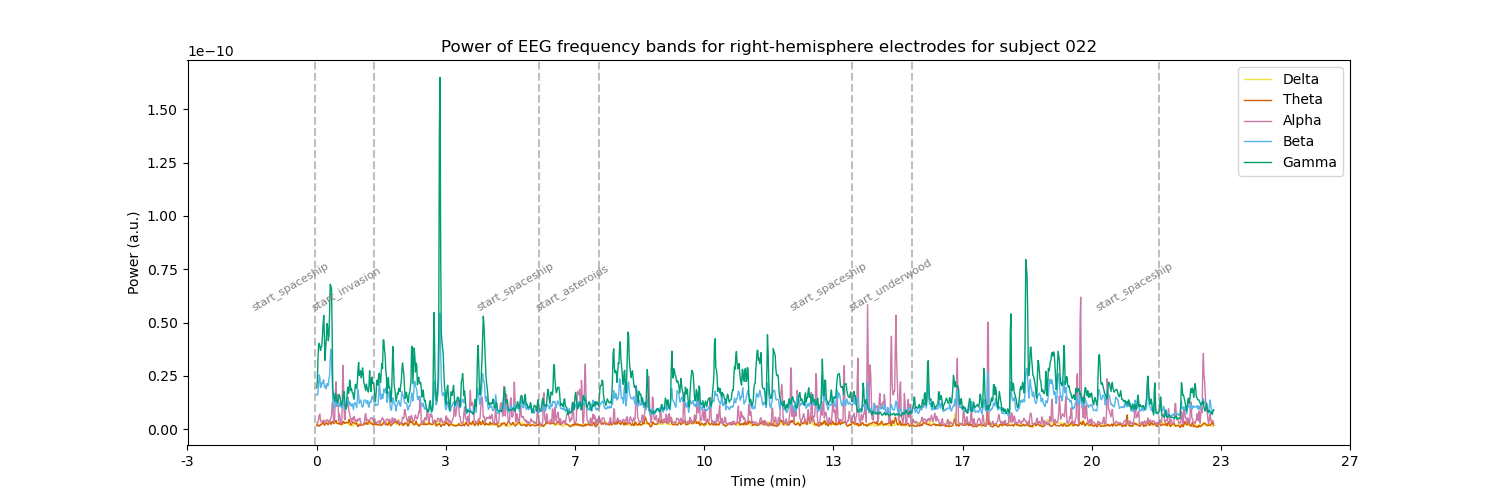 Power of EEG frequency bands for right-hemisphere electrodes for subject 022
1e−10
Delta
Theta
Alpha
Beta
Gamma
1.50
1.25
1.00
0.75
0.50
0.25
0.00
Power (a.u.)
start_spaceship
start_invasion
start_spaceship
start_asteroids
start_spaceship
start_underwood
start_spaceship
-3
0
3
7
10
13
17
20
23
27
Time (min)